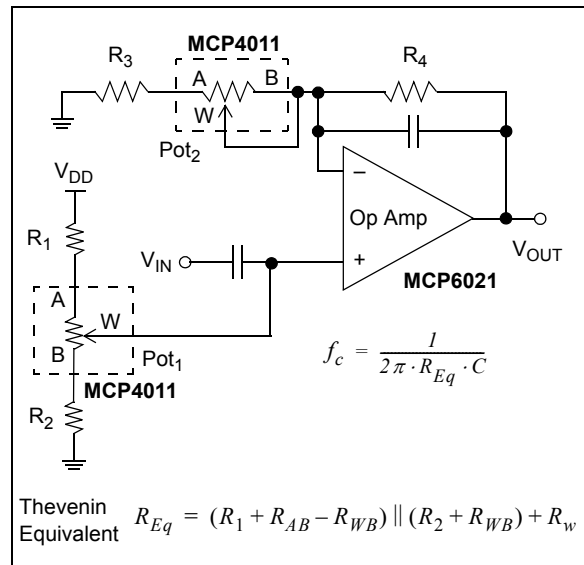 MCP4011
R3
A
B
W
Pot2
R4
VDD
R1
VIN
–
+
Op Amp
VOUT
MCP6021
A
W
B
Pot1
MCP4011
R2
fc = 1 / (2π · REq · C)
Thevenin
Equivalent
REq = (R1 + RAB – RWB) || (R2 + RWB) + Rw